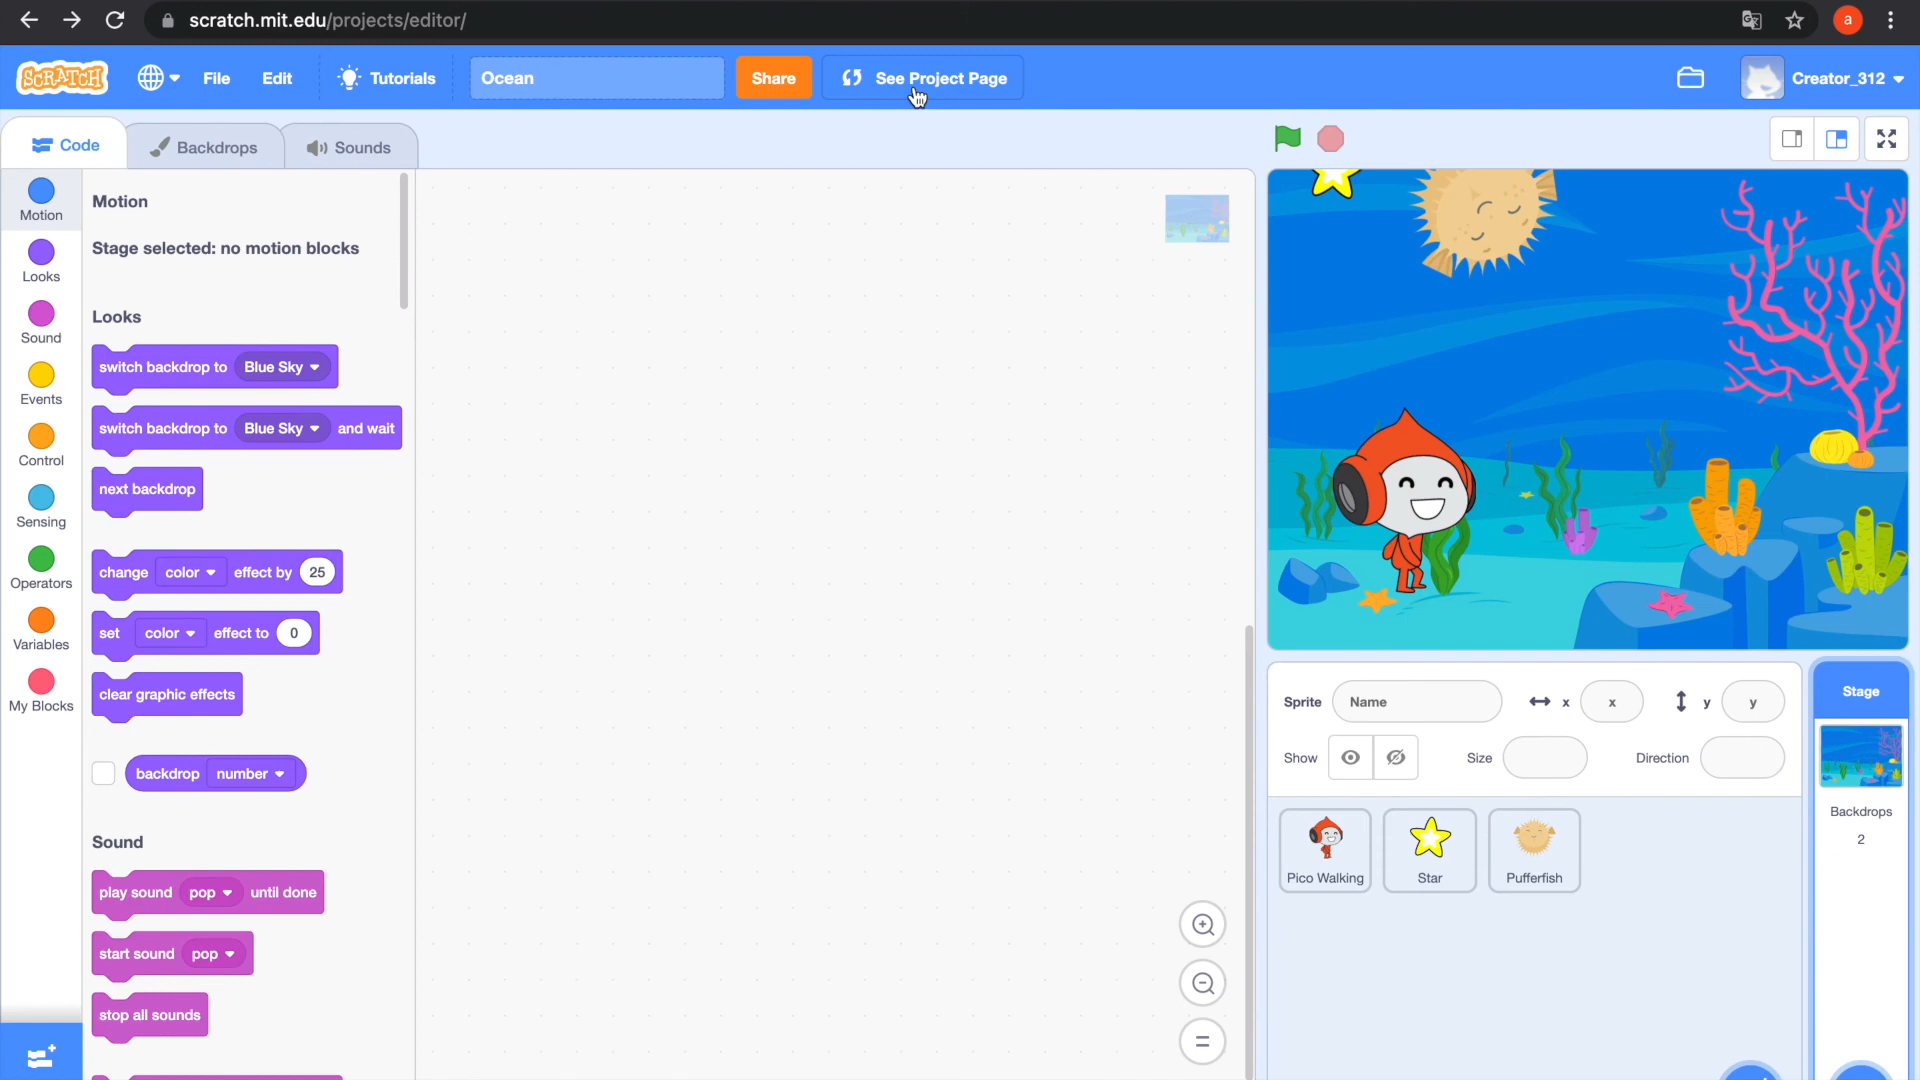 scratch.mit.edu/projects/editor/
a
SCRATCH
File
Edit
Tutorials
Ocean
Share
See Project Page
Creator_312
Code
Backdrops
Sounds
Motion
Looks
Sound
Events
Control
Sensing
Operators
Variables
My Blocks
Motion
Stage selected: no motion blocks
Looks
switch backdrop to Blue Sky
switch backdrop to Blue Sky and wait
next backdrop
change color effect by 25
set color effect to 0
clear graphic effects
backdrop number
Sound
play sound pop until done
start sound pop
stop all sounds
Sprite Name x x y y
Show Size Direction
Pico Walking
Star
Pufferfish
Stage
Backdrops
2